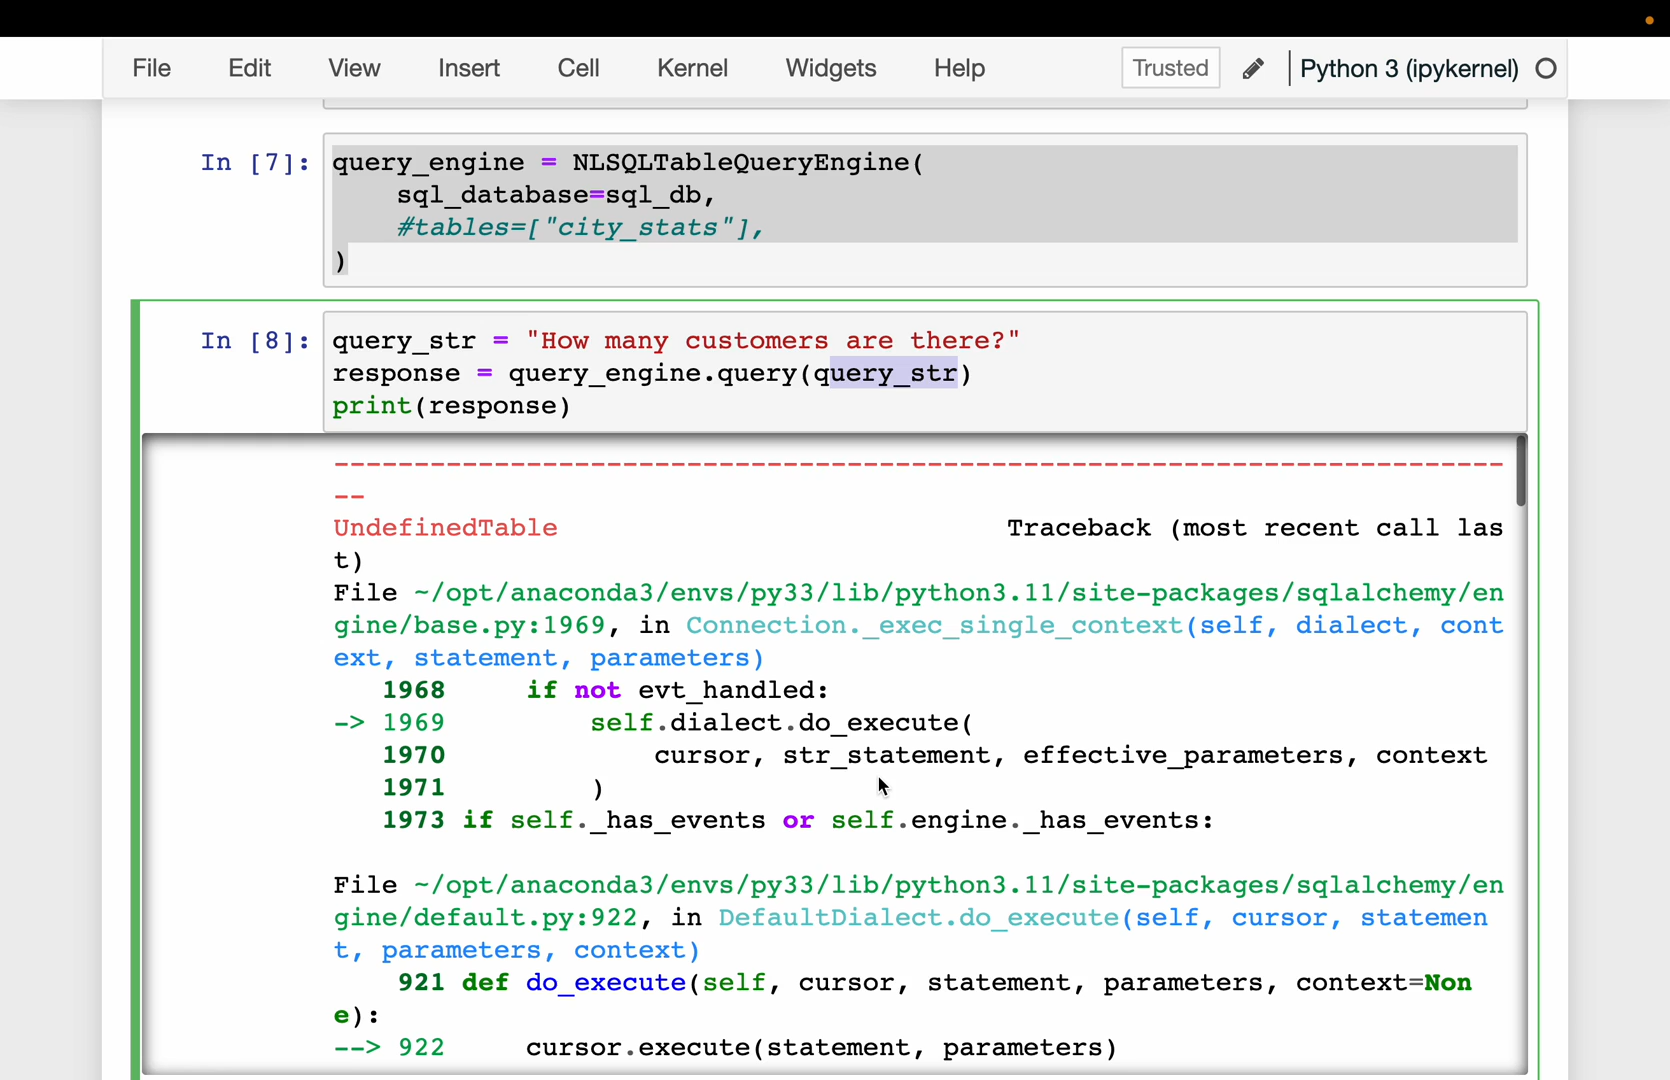 File Edit View Insert Cell Kernel Widgets Help Trusted Python 3 (ipykernel)
In [7]: query_engine = NLSQLTableQueryEngine(
sql_database=sql_db,
#tables=["city_stats"],
)
In [8]: query_str = "How many customers are there?"
response = query_engine.query(query_str)
print(response)
-------------------------------------------------------------------------
--
UndefinedTable Traceback (most recent call las
t)
File ~/opt/anaconda3/envs/py33/lib/python3.11/site-packages/sqlalchemy/en
gine/base.py:1969, in Connection._exec_single_context(self, dialect, cont
ext, statement, parameters)
1968 if not evt_handled:
-> 1969 self.dialect.do_execute(
1970 cursor, str_statement, effective_parameters, context
1971 )
1973 if self._has_events or self.engine._has_events:
File ~/opt/anaconda3/envs/py33/lib/python3.11/site-packages/sqlalchemy/en
gine/default.py:922, in DefaultDialect.do_execute(self, cursor, statemen
t, parameters, context)
921 def do_execute(self, cursor, statement, parameters, context=Non
e):
--> 922 cursor.execute(statement, parameters)